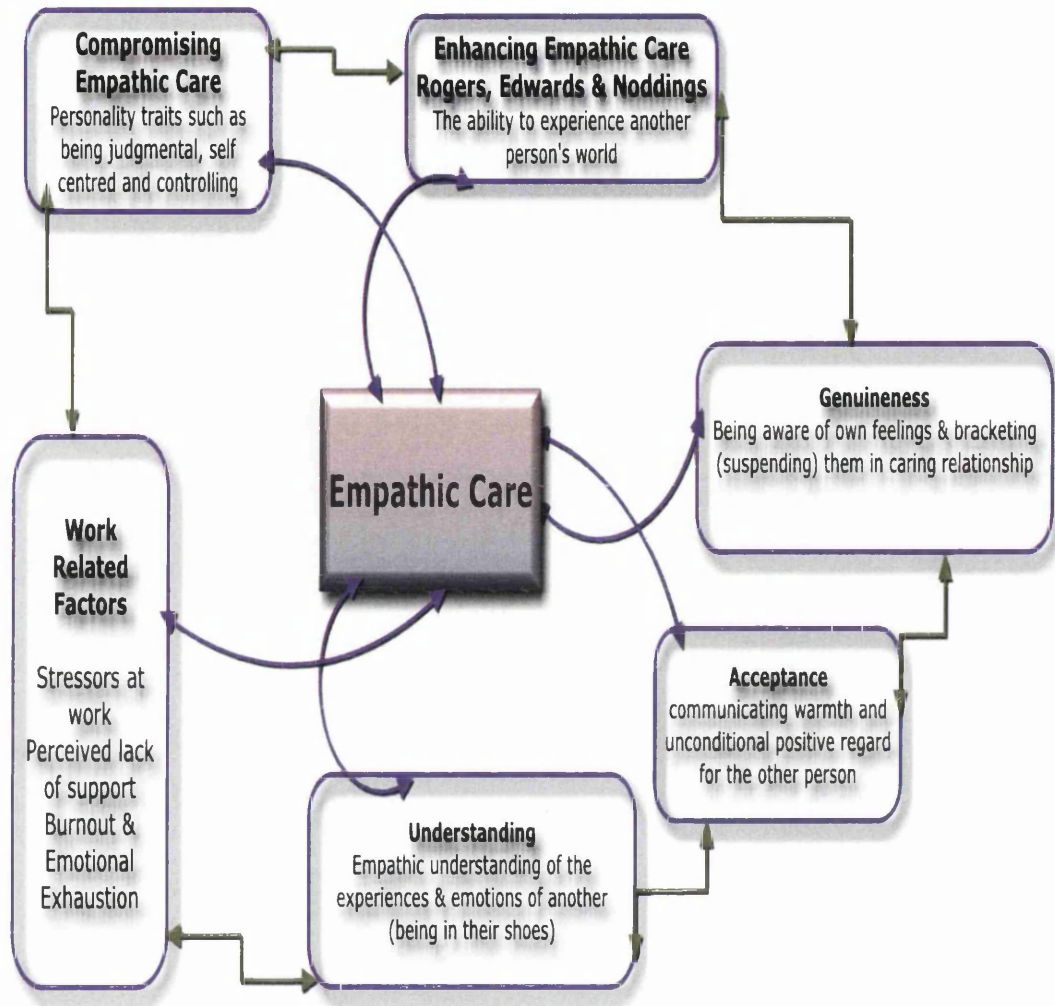 Compromising
Empathic Care
Personality traits such as
being judgmental, self
centred and controlling
Enhancing Empathic Care
Rogers, Edwards & Noddings
The ability to experience another
person's world
Empathic Care
Genuineness
Being aware of own feelings & bracketing
(suspending) them in caring relationship
Work
Related
Factors
Stressors at
work
Perceived lack
of support
Burnout &
Emotional
Exhaustion
Acceptance
communicating warmth and
unconditional positive regard
for the other person
Understanding
Empathic understanding of the
experiences & emotions of another
(being in their shoes)